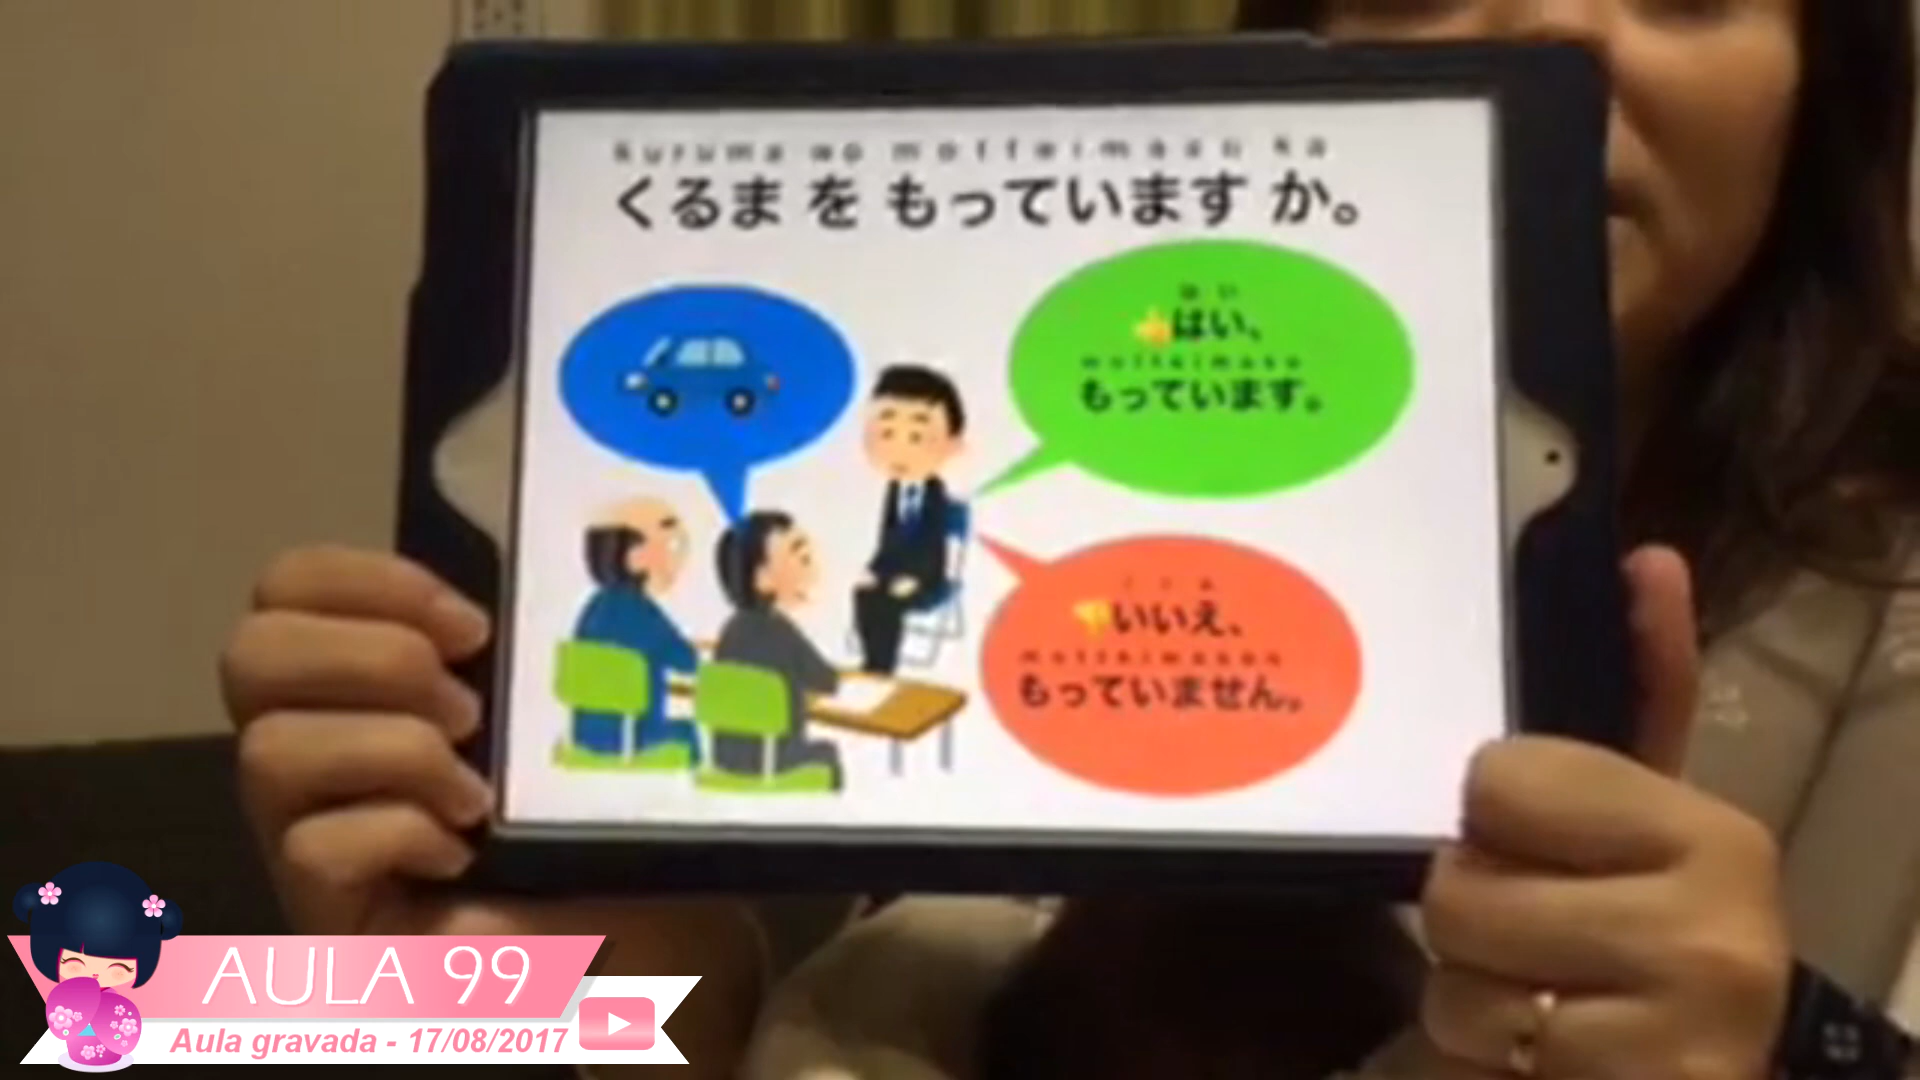 kuruma wo motteimasu ka
くるま を もっています か。
はい、
motteimasu
もっています。
いいえ、
motteimasen
もっていません。
AULA 99
Aula gravada - 17/08/2017